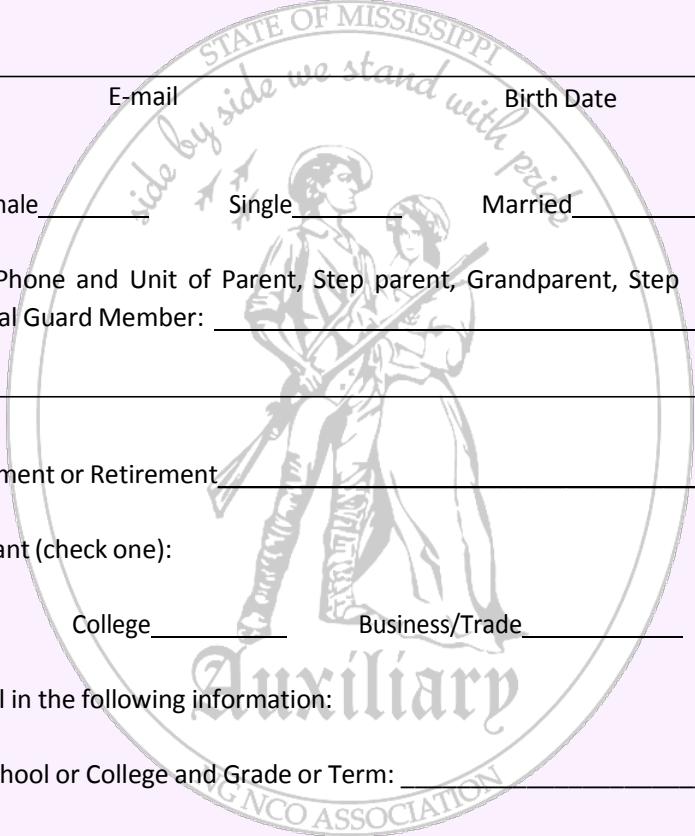 STATE OF MISSISSIPPI
side by side we stand with pride
E-mail Birth Date
male Single Married
Phone and Unit of Parent, Step parent, Grandparent, Step
al Guard Member:
ment or Retirement
ant (check one):
College Business/Trade
l in the following information:
Auxiliary
hool or College and Grade or Term:
NG NCO ASSOCIATION